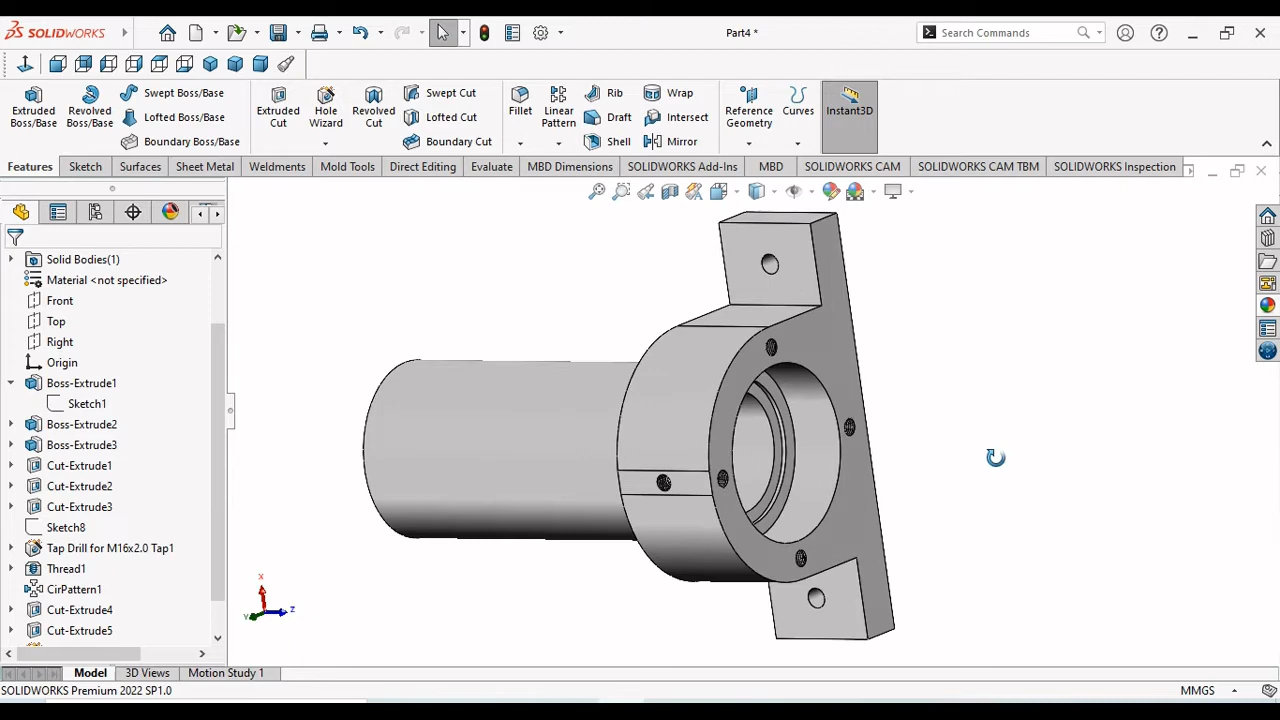 SOLIDWORKS
Part4 *
Search Commands
Extruded Boss/Base
Revolved Boss/Base
Swept Boss/Base
Lofted Boss/Base
Boundary Boss/Base
Extruded Cut
Hole Wizard
Revolved Cut
Swept Cut
Lofted Cut
Boundary Cut
Fillet
Linear Pattern
Rib
Draft
Shell
Wrap
Intersect
Mirror
Reference Geometry
Curves
Instant3D
Features
Sketch
Surfaces
Sheet Metal
Weldments
Mold Tools
Direct Editing
Evaluate
MBD Dimensions
SOLIDWORKS Add-Ins
MBD
SOLIDWORKS CAM
SOLIDWORKS CAM TBM
SOLIDWORKS Inspection
Solid Bodies(1)
Material <not specified>
Front
Top
Right
Origin
Boss-Extrude1
Sketch1
Boss-Extrude2
Boss-Extrude3
Cut-Extrude1
Cut-Extrude2
Cut-Extrude3
Sketch8
Tap Drill for M16x2.0 Tap1
Thread1
CirPattern1
Cut-Extrude4
Cut-Extrude5
X
Y
Z
Model
3D Views
Motion Study 1
SOLIDWORKS Premium 2022 SP1.0
MMGS